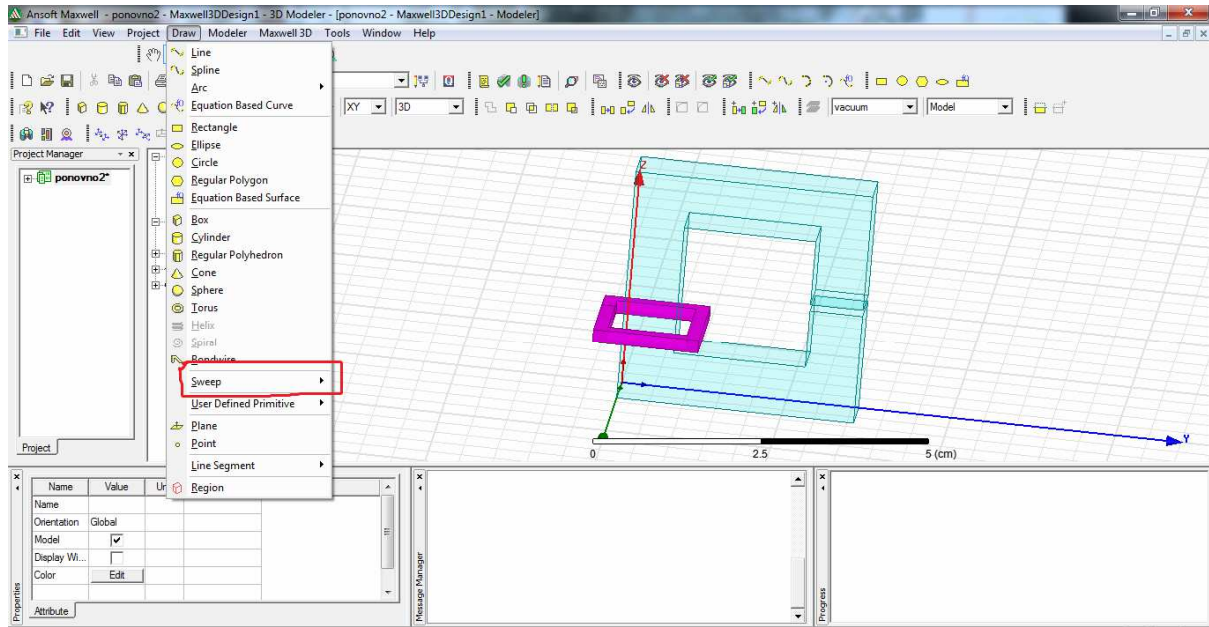 Ansoft Maxwell - ponovno2 - Maxwell3DDesign1 - 3D Modeler - [ponovno2 - Maxwell3DDesign1 - Modeler]
File Edit View Project Draw Modeler Maxwell 3D Tools Window Help
Line
Spline
Arc
Equation Based Curve
Rectangle
Ellipse
Circle
Regular Polygon
Equation Based Surface
Box
Cylinder
Regular Polyhedron
Cone
Sphere
Torus
Helix
Spiral
Bondwire
Sweep
User Defined Primitive
Plane
Point
Line Segment
Region
XY 3D vacuum Model
Project Manager
ponovno2*
Project
Z
Y
0 2.5 5 (cm)
Name Value
Name
Orientation Global
Model
Display Wi...
Color Edit
Attribute
Properties
Message Manager
Progress